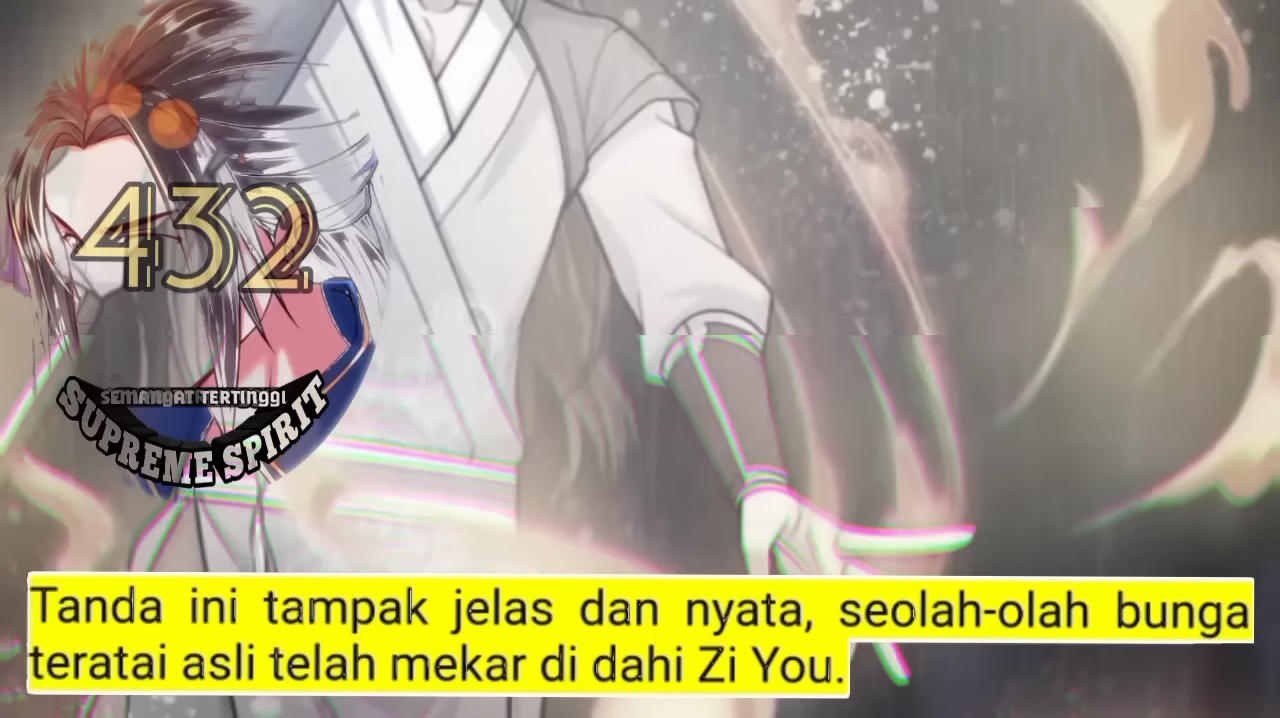 432
SEMANGAT TERTINGGI
SUPREME SPIRIT
Tanda ini tampak jelas dan nyata, seolah-olah bunga
teratai asli telah mekar di dahi Zi You.